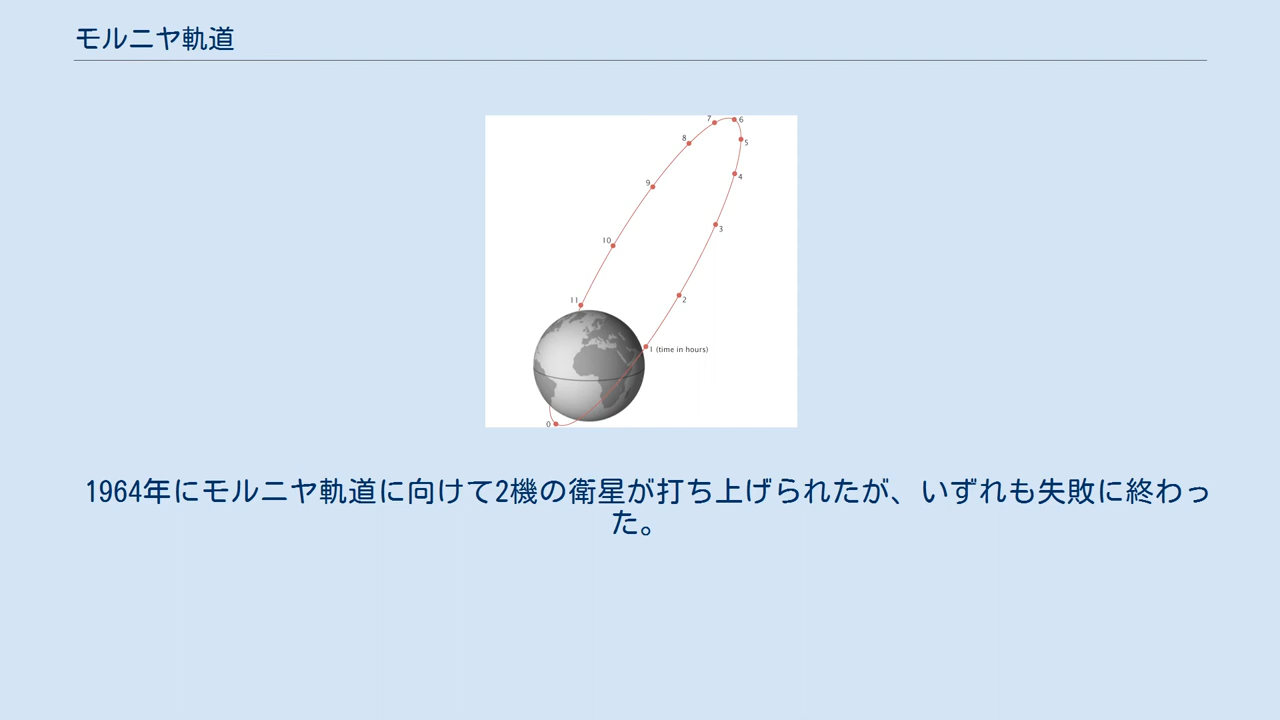 モルニヤ軌道
7
6
8
5
4
9
3
10
11
2
1 (time in hours)
0
1964年にモルニヤ軌道に向けて2機の衛星が打ち上げられたが、いずれも失敗に終わっ
た。